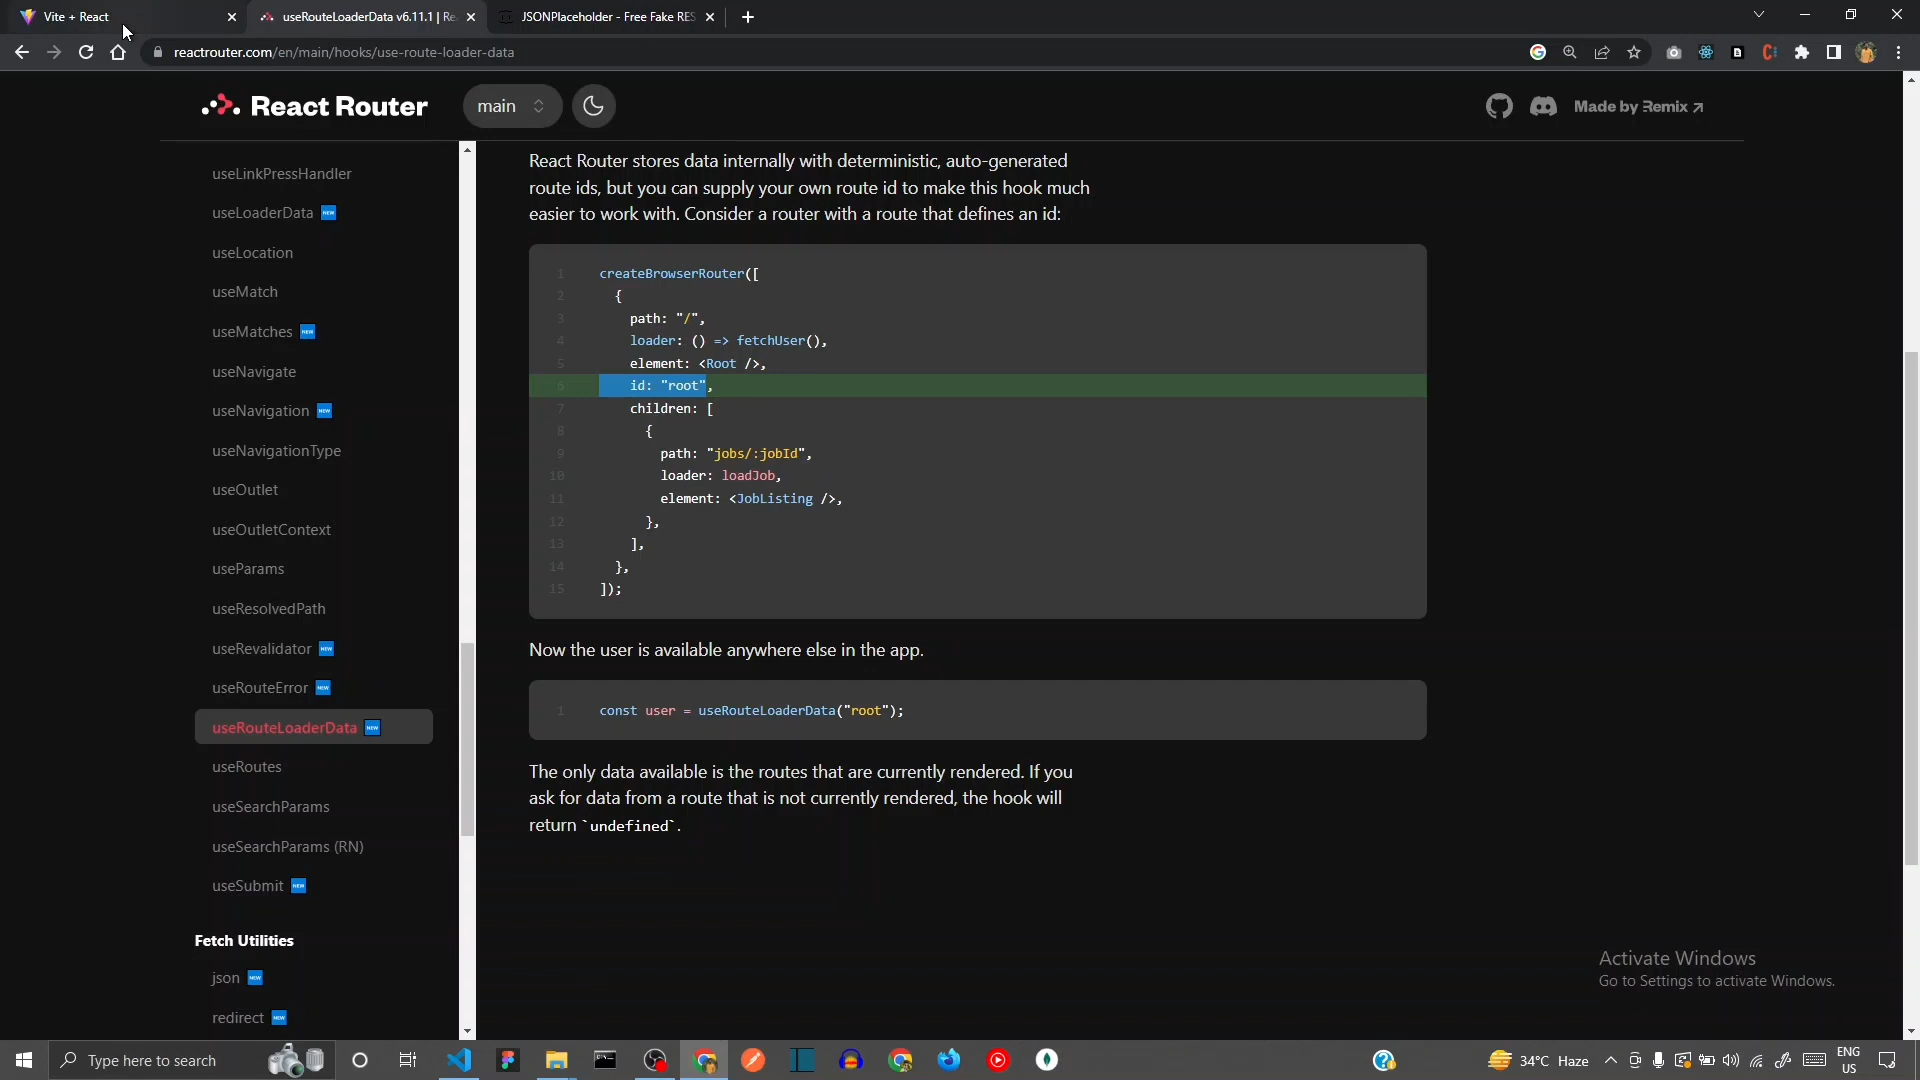 Vite + React
useRouteLoaderData v6.11.1 | Re
JSONPlaceholder - Free Fake RES
reactrouter.com/en/main/hooks/use-route-loader-data
React Router
main
Made by Remix ↗
useLinkPressHandler
useLoaderData NEW
useLocation
useMatch
useMatches NEW
useNavigate
useNavigation NEW
useNavigationType
useOutlet
useOutletContext
useParams
useResolvedPath
useRevalidator NEW
useRouteError NEW
useRouteLoaderData NEW
useRoutes
useSearchParams
useSearchParams (RN)
useSubmit NEW
Fetch Utilities
json NEW
redirect NEW
React Router stores data internally with deterministic, auto-generated
route ids, but you can supply your own route id to make this hook much
easier to work with. Consider a router with a route that defines an id:
1 createBrowserRouter([
2 {
3 path: "/",
4 loader: () => fetchUser(),
5 element: <Root />,
6 id: "root",
7 children: [
8 {
9 path: "jobs/:jobId",
10 loader: loadJob,
11 element: <JobListing />,
12 },
13 ],
14 },
15 ]);
Now the user is available anywhere else in the app.
1 const user = useRouteLoaderData("root");
The only data available is the routes that are currently rendered. If you
ask for data from a route that is not currently rendered, the hook will
return `undefined`.
Activate Windows
Go to Settings to activate Windows.
Type here to search
34°C Haze
ENG
US